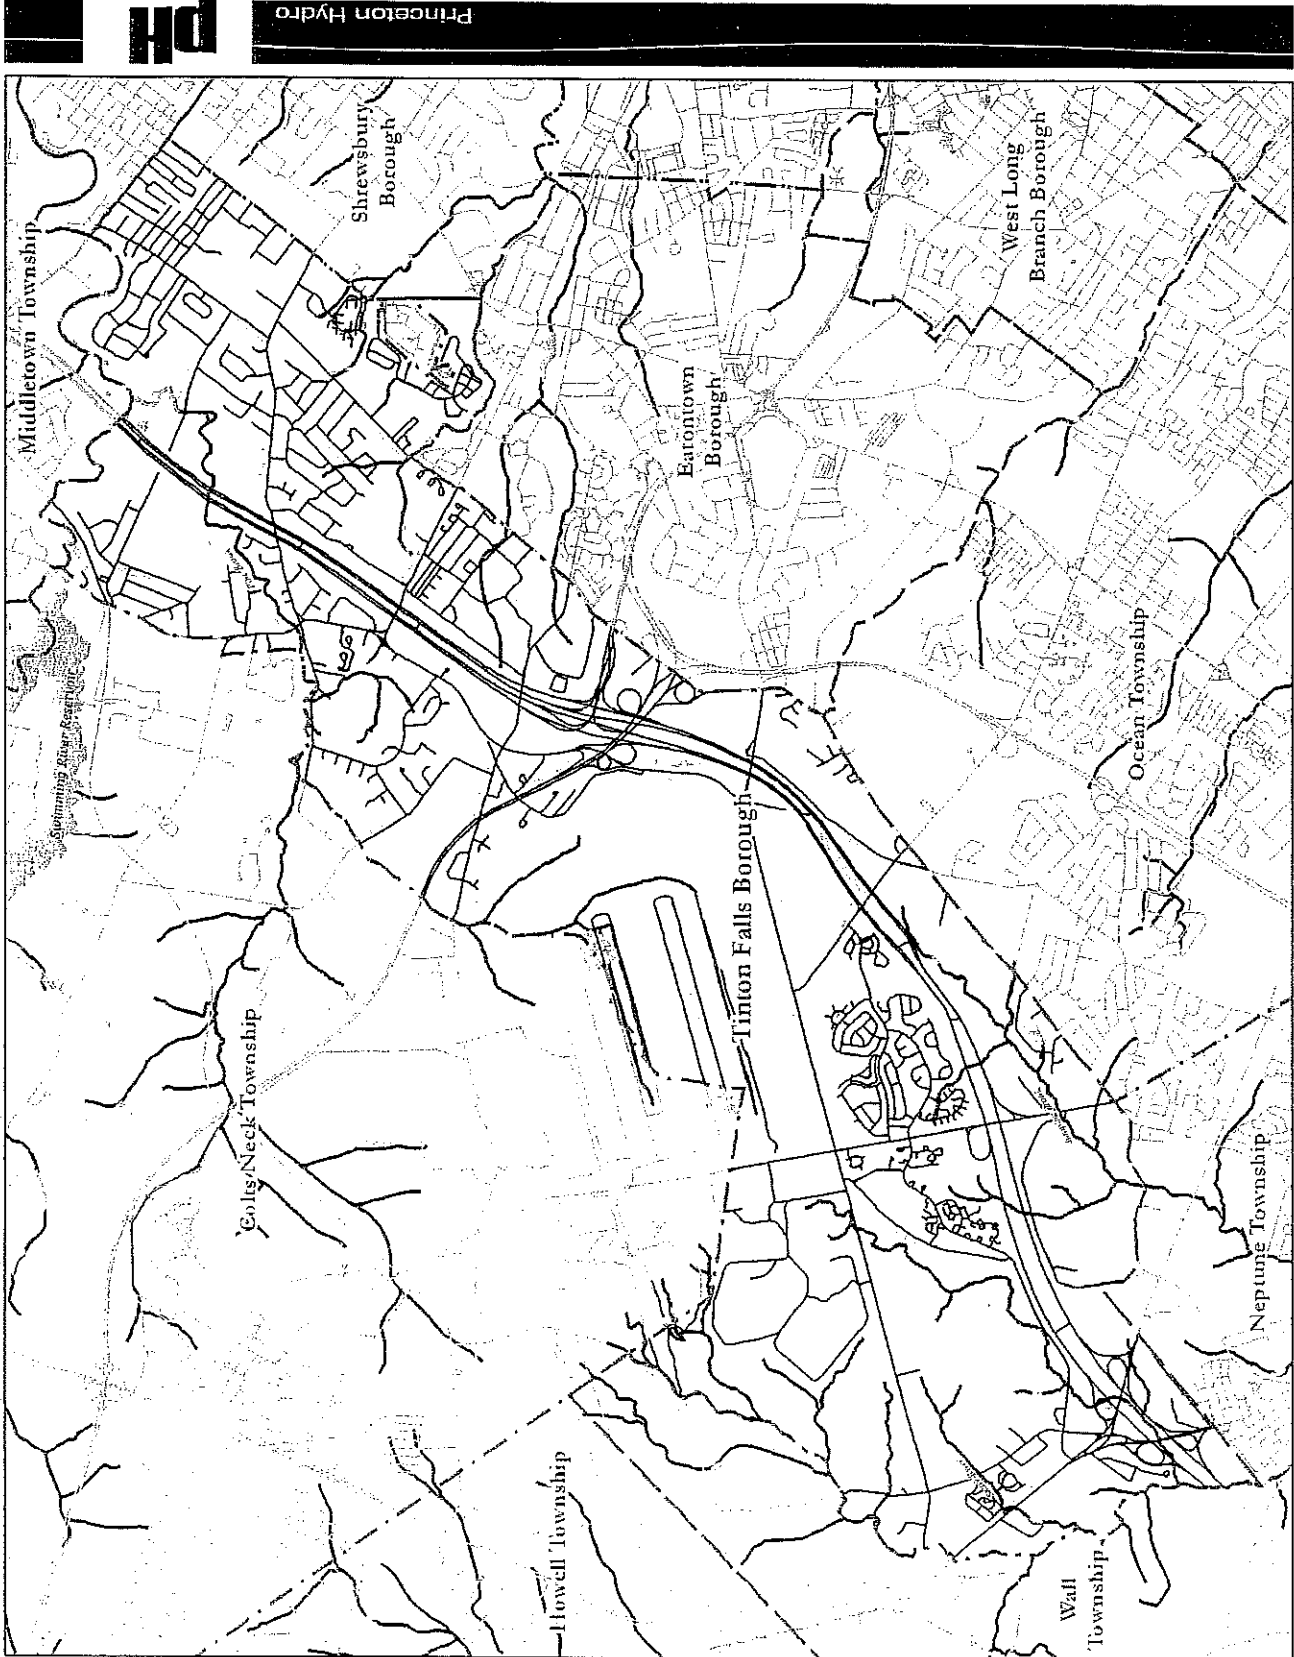 Princeton Hydro
pH
Middletown Township
Shrewsbury
Borough
West Long
Branch Borough
Eatontown
Borough
Swimming River Reservoir
Ocean Township
Tinton Falls Borough
Colts Neck Township
Neptune Township
Howell Township
Wall
Township